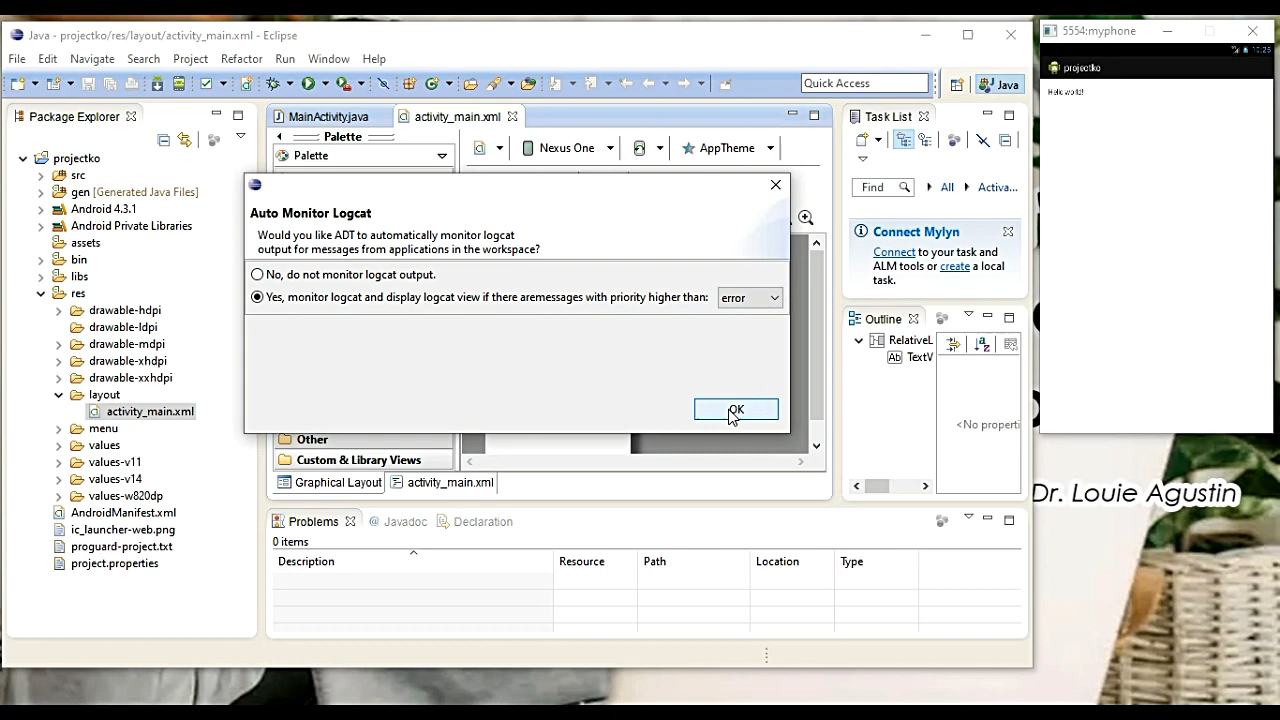 Java - projectko/res/layout/activity_main.xml - Eclipse
File Edit Navigate Search Project Refactor Run Window Help
Quick Access
Java
Package Explorer
projectko
src
gen [Generated Java Files]
Android 4.3.1
Android Private Libraries
assets
bin
libs
res
drawable-hdpi
drawable-ldpi
drawable-mdpi
drawable-xhdpi
drawable-xxhdpi
layout
activity_main.xml
menu
values
values-v11
values-v14
values-w820dp
AndroidManifest.xml
ic_launcher-web.png
proguard-project.txt
project.properties
MainActivity.java
activity_main.xml
Palette
Palette
Nexus One
AppTheme
Auto Monitor Logcat
Would you like ADT to automatically monitor logcat
output for messages from applications in the workspace?
No, do not monitor logcat output.
Yes, monitor logcat and display logcat view if there aremessages with priority higher than:
error
OK
Other
Custom & Library Views
Graphical Layout
activity_main.xml
Problems
@ Javadoc
Declaration
0 items
Description Resource Path Location Type
Task List
Find
All
Activa...
Connect Mylyn
Connect to your task and
ALM tools or create a local
task.
Outline
RelativeL
Ab TextV
<No properti
5554:myphone
10:25
projectko
Hello world!
Dr. Louie Agustin